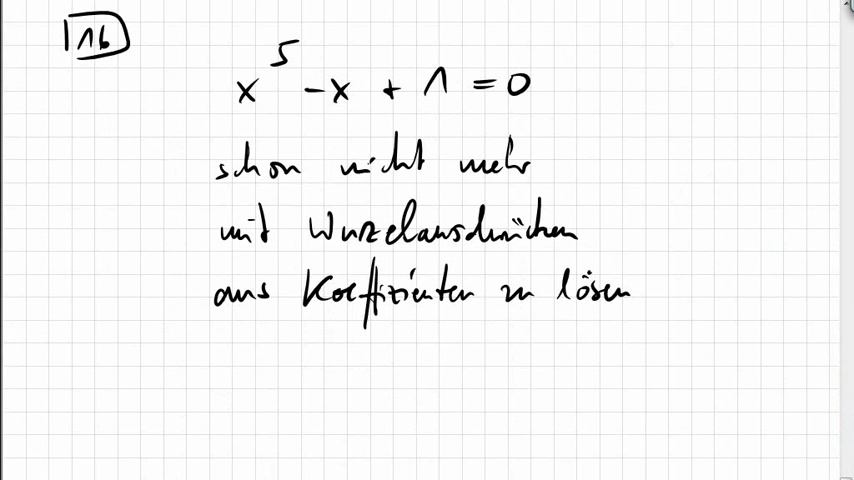 16
x⁵ - x + 1 = 0
schon nicht mehr
mit Wurzelausdrücken
aus Koeffizienten zu lösen